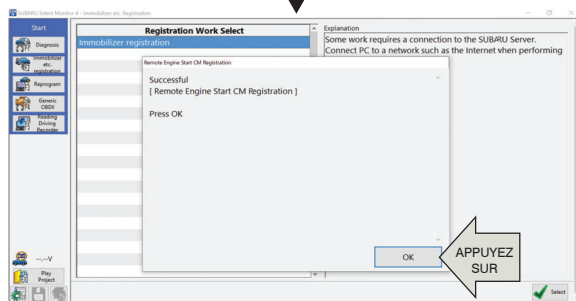 SUBARU Select Monitor 4 - Immobilizer etc. Registration
Start
Diagnosis
Immobilizer
etc.
registration
Reprogram
Generic
OBDII
Reading
Driving
Recorder
--.--V
Play
Project
Registration Work Select
Immobilizer registration
Explanation
Some work requires a connection to the SUBARU Server.
Connect PC to a network such as the Internet when performing
Remote Engine Start CM Registration
Successful
[ Remote Engine Start CM Registration ]
Press OK
OK
APPUYEZ
SUR
Select